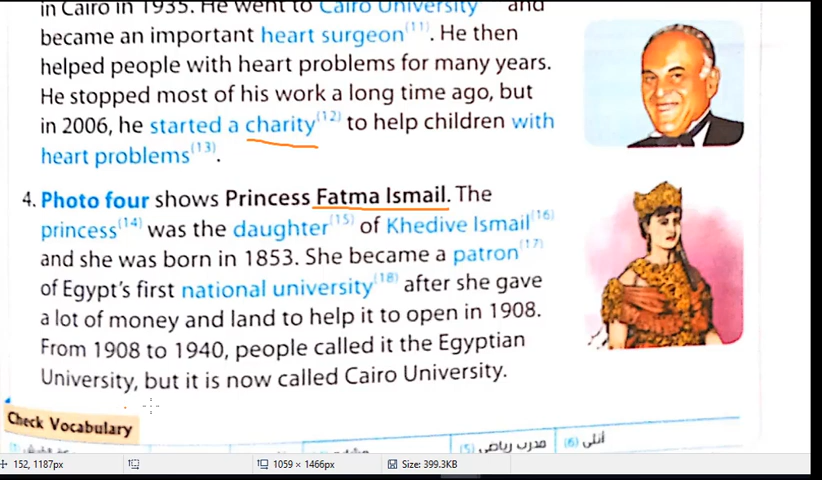 in Cairo in 1935. He went to Cairo University and
became an important heart surgeon(11). He then
helped people with heart problems for many years.
He stopped most of his work a long time ago, but
in 2006, he started a charity(12) to help children with
heart problems(13).
4. Photo four shows Princess Fatma Ismail. The
princess(14) was the daughter(15) of Khedive Ismail(16)
and she was born in 1853. She became a patron(17)
of Egypt's first national university(18) after she gave
a lot of money and land to help it to open in 1908.
From 1908 to 1940, people called it the Egyptian
University, but it is now called Cairo University.
Check Vocabulary
(5) مدرب رياضي (6) أنثى
152, 1187px 1059 × 1466px Size: 399.3KB